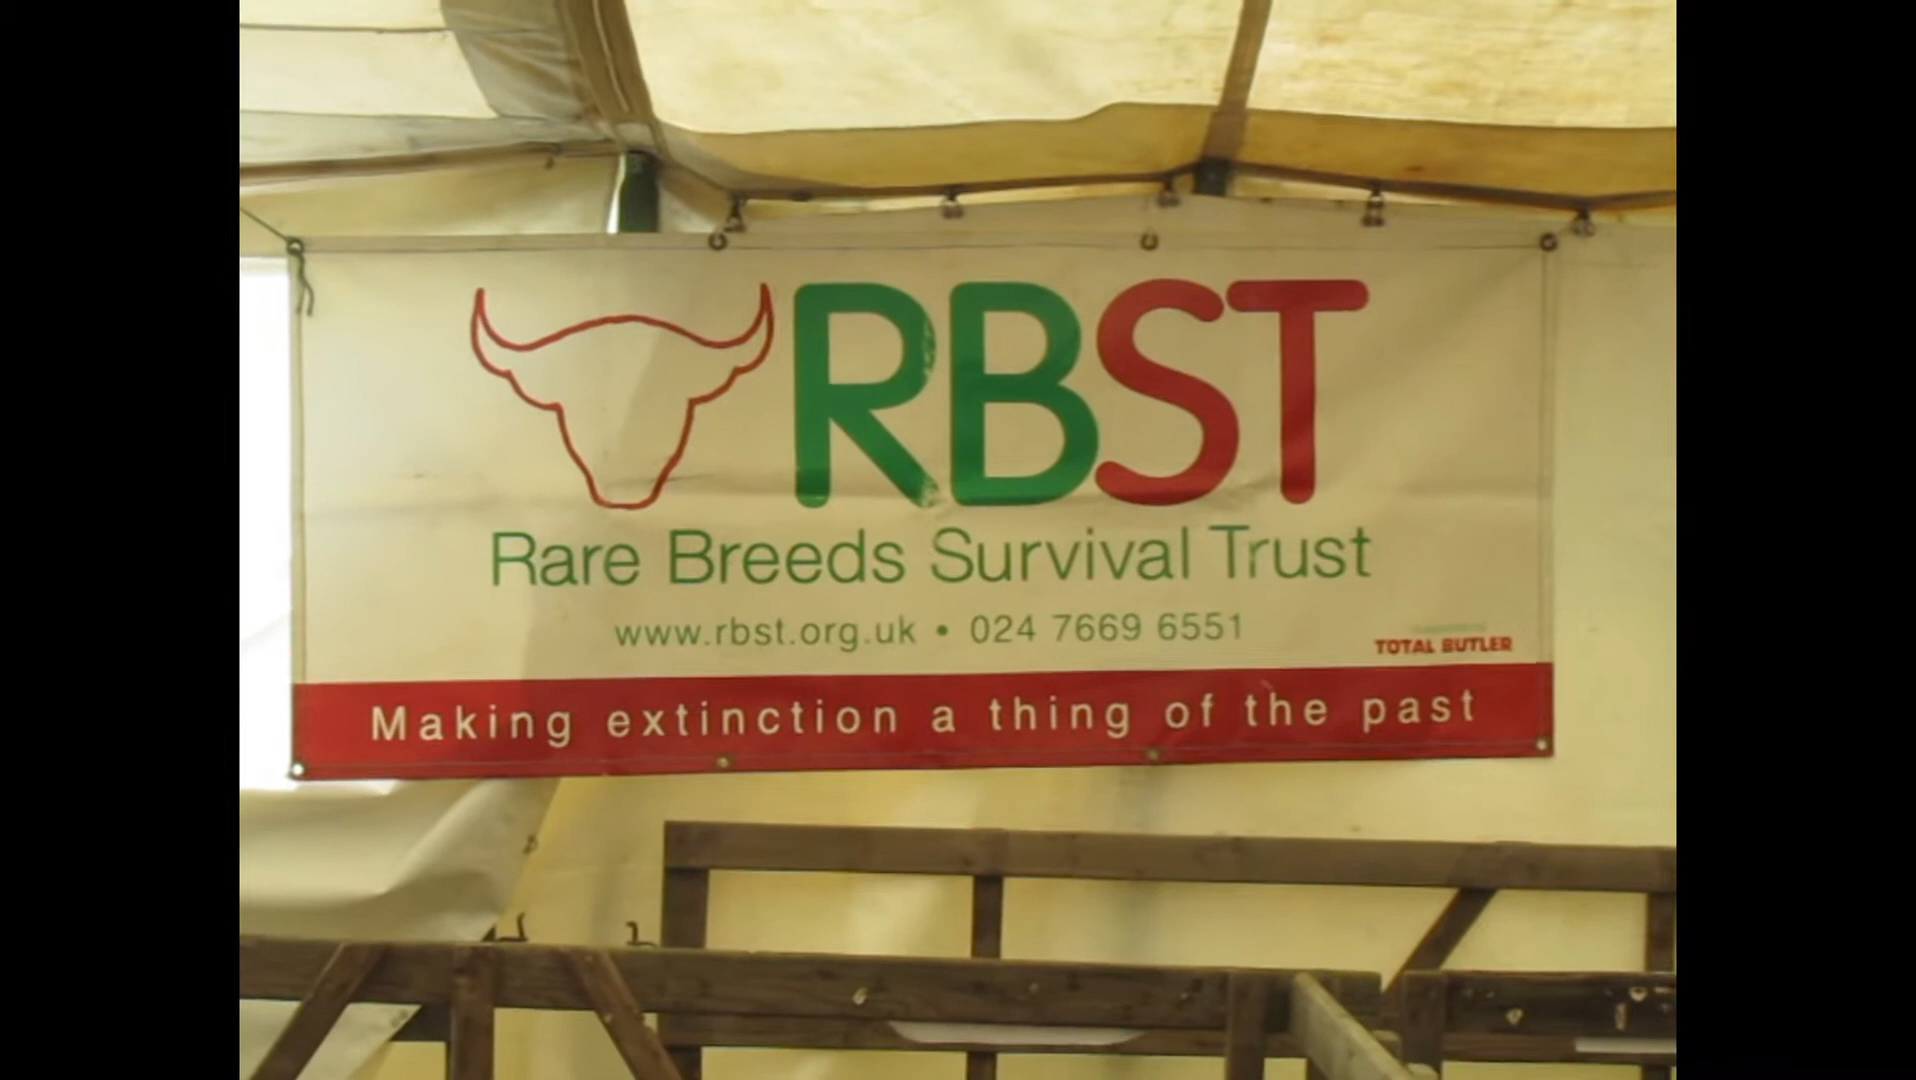 RBST
Rare Breeds Survival Trust
www.rbst.org.uk • 024 7669 6551
TOTAL BUTLER
Making extinction a thing of the past